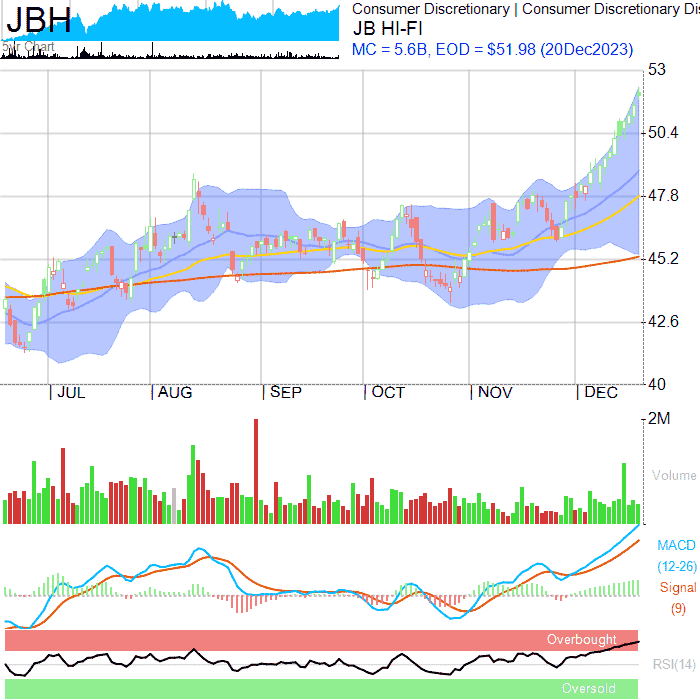 JBH
5yr Chart
Consumer Discretionary | Consumer Discretionary Dis
JB HI-FI
MC = 5.6B, EOD = $51.98 (20Dec2023)
53
50.4
47.8
45.2
42.6
40
JUL AUG SEP OCT NOV DEC
2M
Volume
MACD
(12-26)
Signal
(9)
Overbought
RSI(14)
Oversold